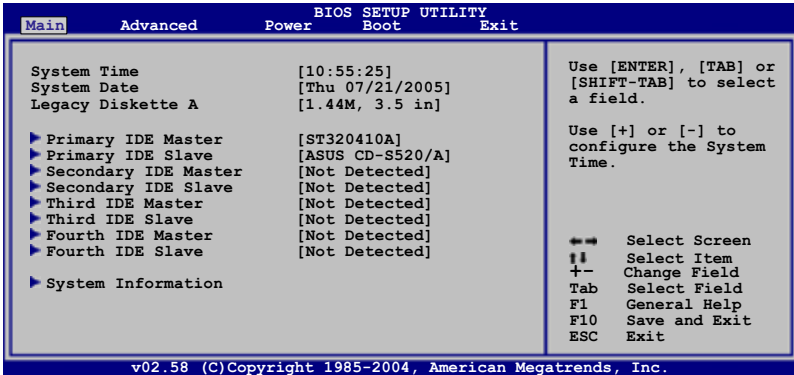 BIOS SETUP UTILITY
Main Advanced Power Boot Exit
System Time [10:55:25]
System Date [Thu 07/21/2005]
Legacy Diskette A [1.44M, 3.5 in]
Primary IDE Master [ST320410A]
Primary IDE Slave [ASUS CD-S520/A]
Secondary IDE Master [Not Detected]
Secondary IDE Slave [Not Detected]
Third IDE Master [Not Detected]
Third IDE Slave [Not Detected]
Fourth IDE Master [Not Detected]
Fourth IDE Slave [Not Detected]
System Information
Use [ENTER], [TAB] or
[SHIFT-TAB] to select
a field.
Use [+] or [-] to
configure the System
Time.
←→ Select Screen
↑↓ Select Item
+- Change Field
Tab Select Field
F1 General Help
F10 Save and Exit
ESC Exit
v02.58 (C)Copyright 1985-2004, American Megatrends, Inc.